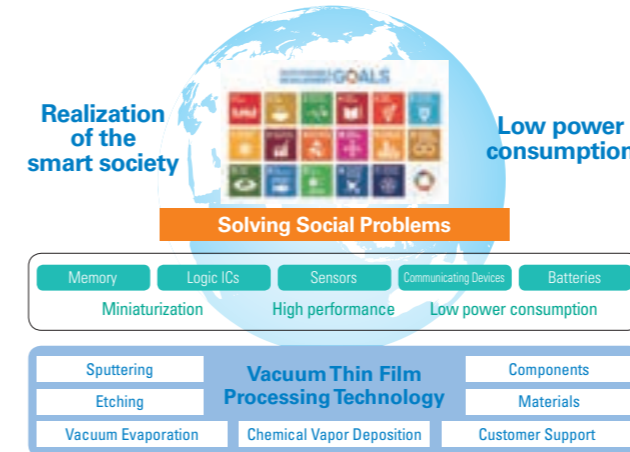 GOALS
Realization
of the
smart society
Low power
consumption
Solving Social Problems
Memory
Logic ICs
Sensors
Communicating Devices
Batteries
Miniaturization
High performance
Low power consumption
Sputtering
Vacuum Thin Film
Processing Technology
Components
Etching
Materials
Vacuum Evaporation
Chemical Vapor Deposition
Customer Support